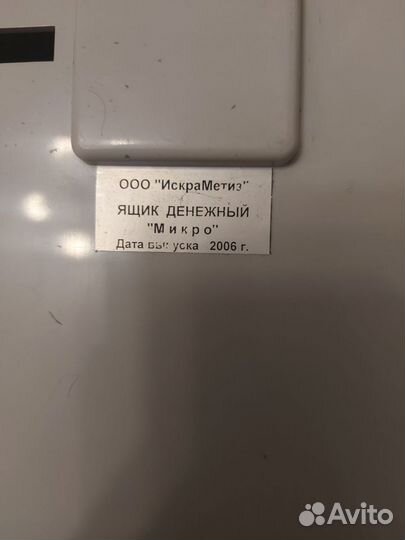 ООО "ИскраМетиз"
ЯЩИК ДЕНЕЖНЫЙ
"Микро"
Дата выпуска 2006 г.
Avito